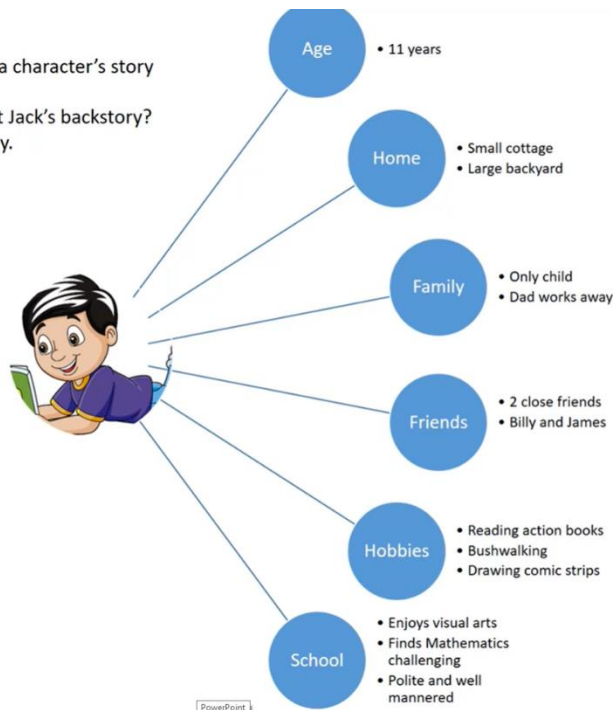 a character's story
t Jack's backstory?
y.
Age
• 11 years
Home
• Small cottage
• Large backyard
Family
• Only child
• Dad works away
Friends
• 2 close friends
• Billy and James
Hobbies
• Reading action books
• Bushwalking
• Drawing comic strips
School
• Enjoys visual arts
• Finds Mathematics
challenging
• Polite and well
mannered
PowerPoint